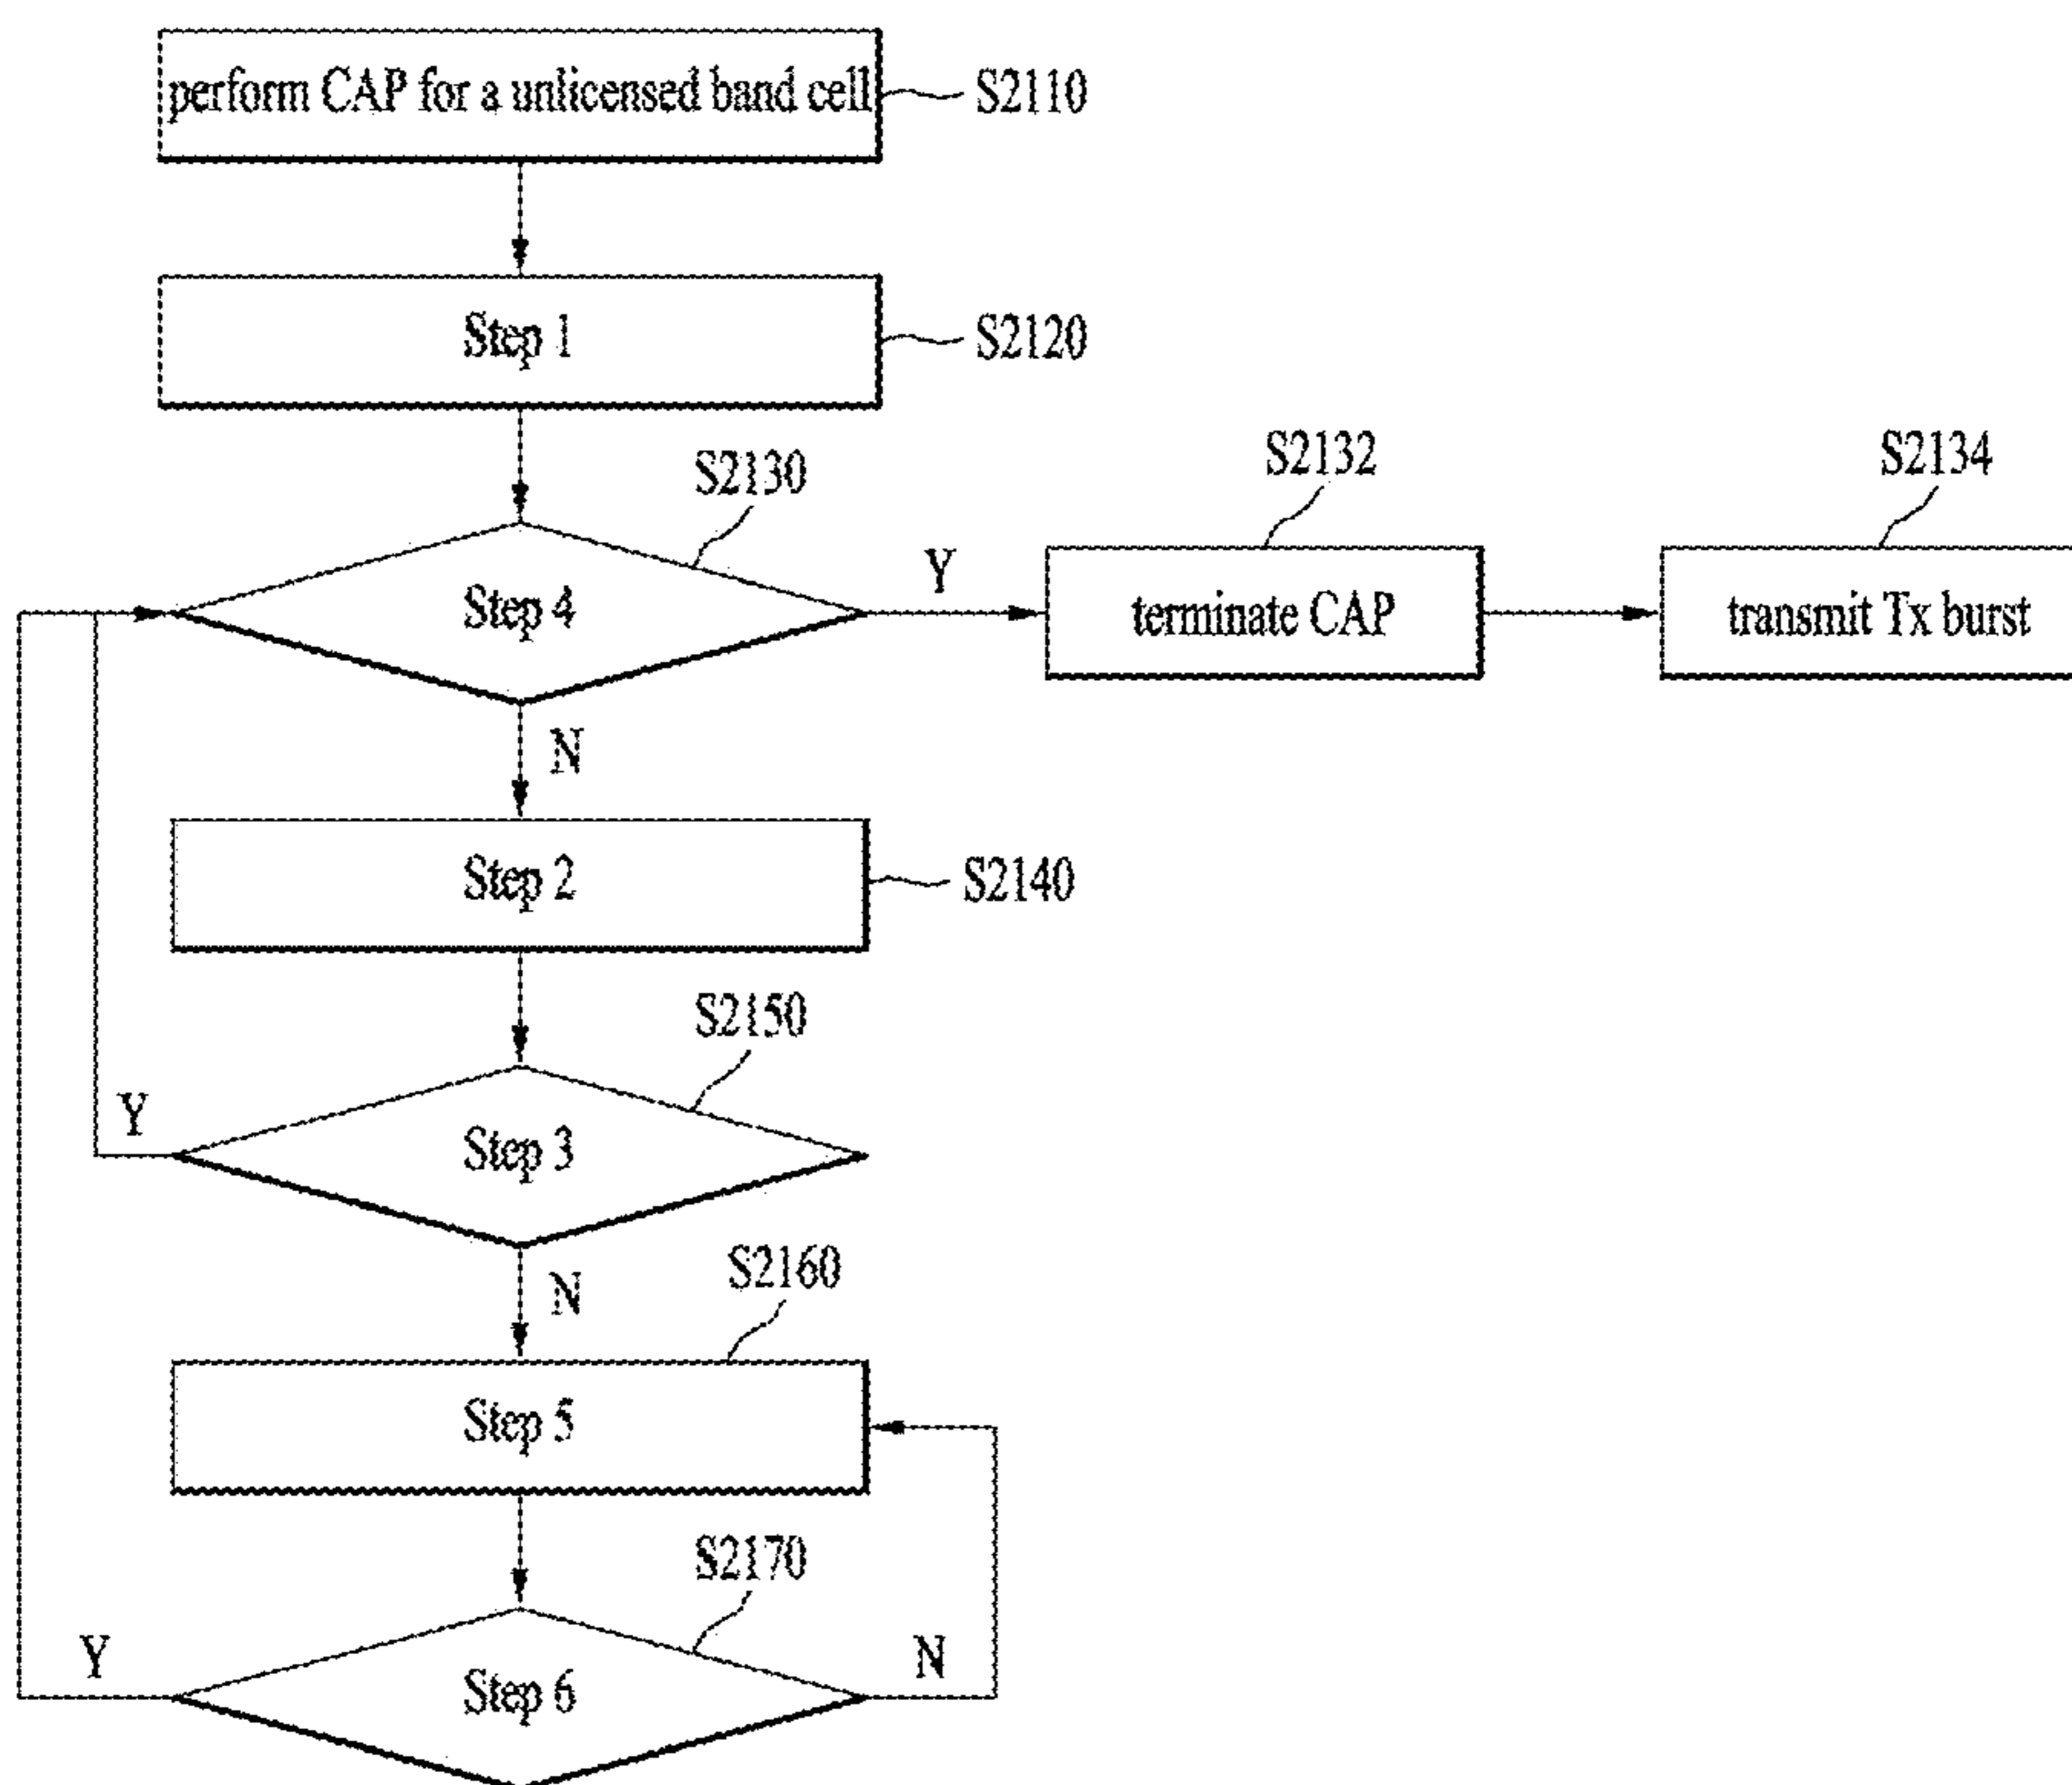 perform CAP for a unlicensed band cell
S2110
Step 1
S2120
S2130
S2132
S2134
Step 4
Y
terminate CAP
transmit Tx burst
N
Step 2
S2140
S2150
Y
Step 3
N
S2160
Step 5
S2170
Y
Step 6
N